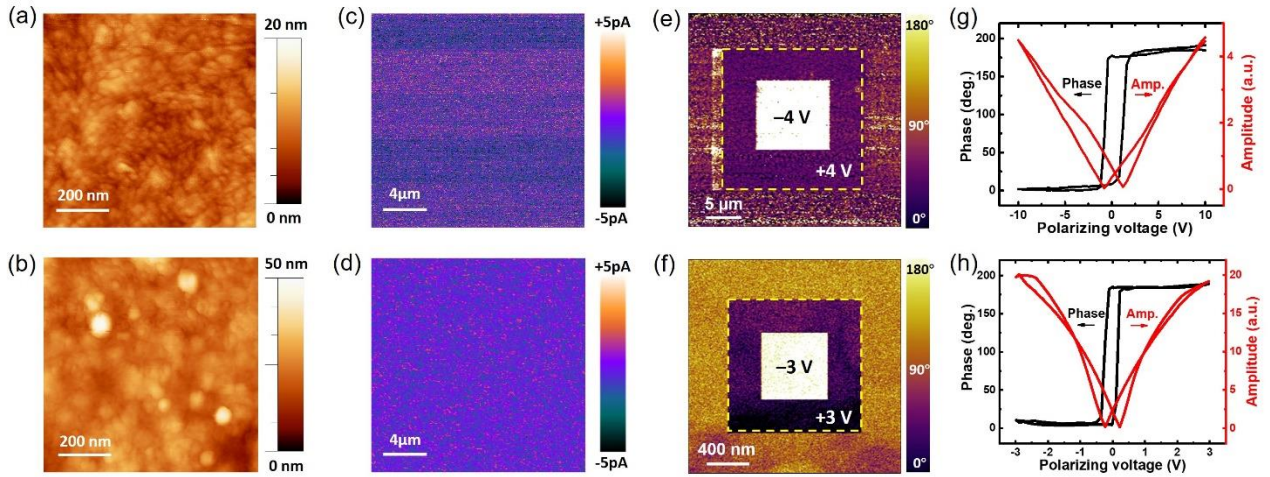 (a)
20 nm
200 nm
0 nm
(c)
+5pA
4μm
-5pA
(e)
180°
−4 V
90°
+4 V
5 μm
0°
(g)
200
150
100
50
0
Phase (deg.)
Phase
Amp.
4
2
0
Amplitude (a.u.)
-10 -5 0 5 10
Polarizing voltage (V)
(b)
50 nm
200 nm
0 nm
(d)
+5pA
4μm
-5pA
(f)
180°
−3 V
90°
+3 V
400 nm
0°
(h)
200
150
100
50
0
Phase (deg.)
Phase
Amp.
20
15
10
5
0
Amplitude (a.u.)
-3 -2 -1 0 1 2 3
Polarizing voltage (V)